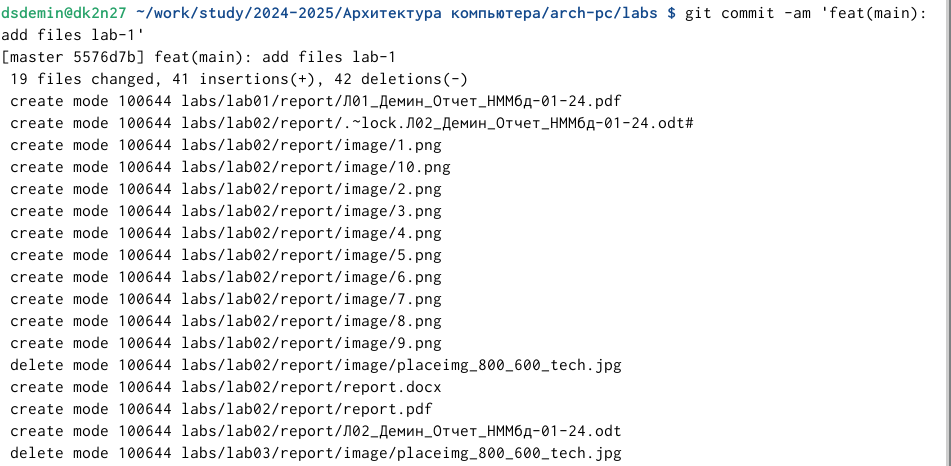 dsdemin@dk2n27 ~/work/study/2024-2025/Архитектура компьютера/arch-pc/labs $ git commit -am 'feat(main):
add files lab-1'
[master 5576d7b] feat(main): add files lab-1
19 files changed, 41 insertions(+), 42 deletions(-)
create mode 100644 labs/lab01/report/Л01_Демин_Отчет_НММбд-01-24.pdf
create mode 100644 labs/lab02/report/.~lock.Л02_Демин_Отчет_НММбд-01-24.odt#
create mode 100644 labs/lab02/report/image/1.png
create mode 100644 labs/lab02/report/image/10.png
create mode 100644 labs/lab02/report/image/2.png
create mode 100644 labs/lab02/report/image/3.png
create mode 100644 labs/lab02/report/image/4.png
create mode 100644 labs/lab02/report/image/5.png
create mode 100644 labs/lab02/report/image/6.png
create mode 100644 labs/lab02/report/image/7.png
create mode 100644 labs/lab02/report/image/8.png
create mode 100644 labs/lab02/report/image/9.png
delete mode 100644 labs/lab02/report/image/placeimg_800_600_tech.jpg
create mode 100644 labs/lab02/report/report.docx
create mode 100644 labs/lab02/report/report.pdf
create mode 100644 labs/lab02/report/Л02_Демин_Отчет_НММбд-01-24.odt
delete mode 100644 labs/lab03/report/image/placeimg_800_600_tech.jpg